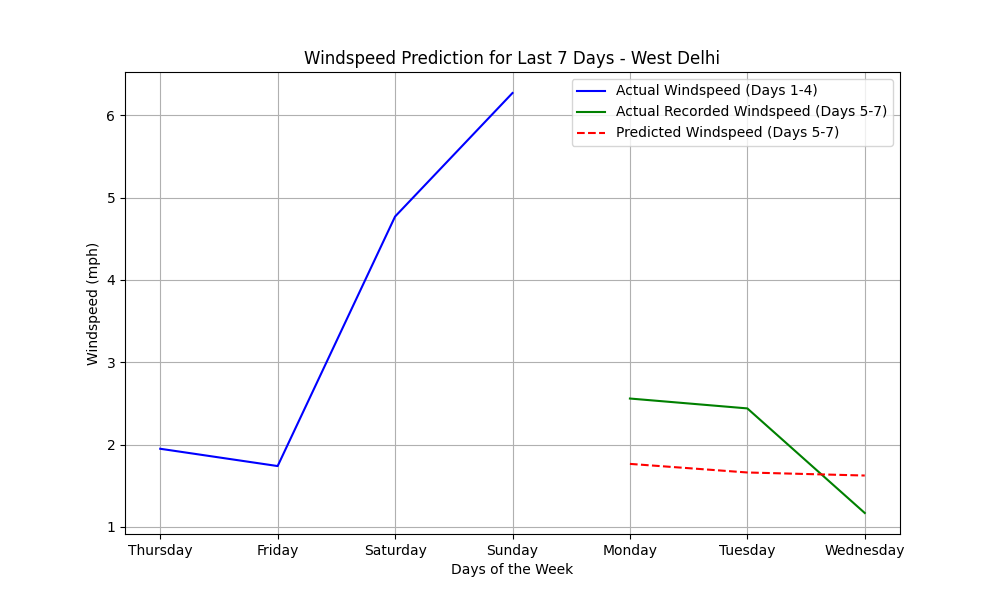 Windspeed Prediction for Last 7 Days - West Delhi
Actual Windspeed (Days 1-4)
Actual Recorded Windspeed (Days 5-7)
Predicted Windspeed (Days 5-7)
Windspeed (mph)
6
5
4
3
2
1
Thursday Friday Saturday Sunday Monday Tuesday Wednesday
Days of the Week